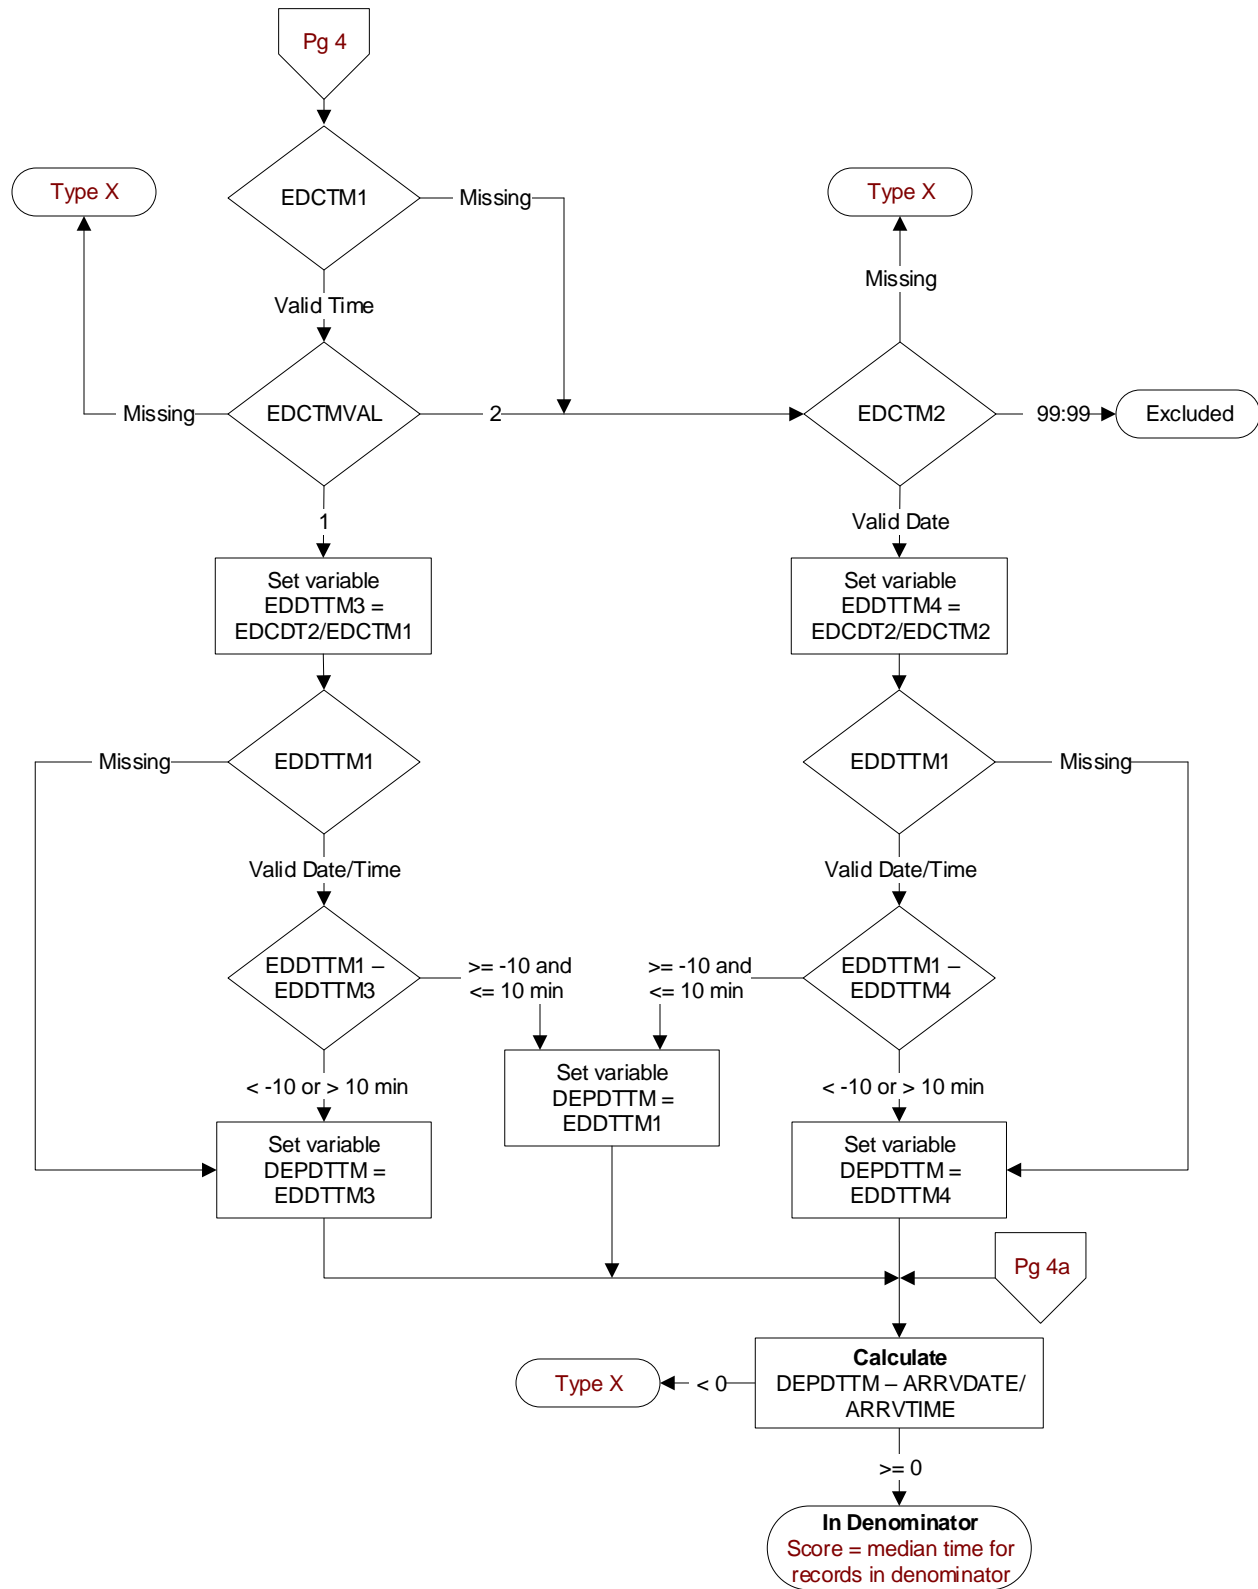 Pg 4
EDCTM1
Missing
Type X
Type X
Missing
Valid Time
EDCTMVAL
Missing
2
EDCTM2
99:99
Excluded
1
Valid Date
Set variable
EDDTTM3 =
EDCDT2/EDCTM1
Set variable
EDDTTM4 =
EDCDT2/EDCTM2
Missing
EDDTTM1
EDDTTM1
Missing
Valid Date/Time
Valid Date/Time
EDDTTM1 –
EDDTTM3
>= -10 and
<= 10 min
>= -10 and
<= 10 min
EDDTTM1 –
EDDTTM4
< -10 or > 10 min
Set variable
DEPDTTM =
EDDTTM1
< -10 or > 10 min
Set variable
DEPDTTM =
EDDTTM3
Set variable
DEPDTTM =
EDDTTM4
Pg 4a
Type X
< 0
Calculate
DEPDTTM – ARRVDATE/
ARRVTIME
>= 0
In Denominator
Score = median time for
records in denominator